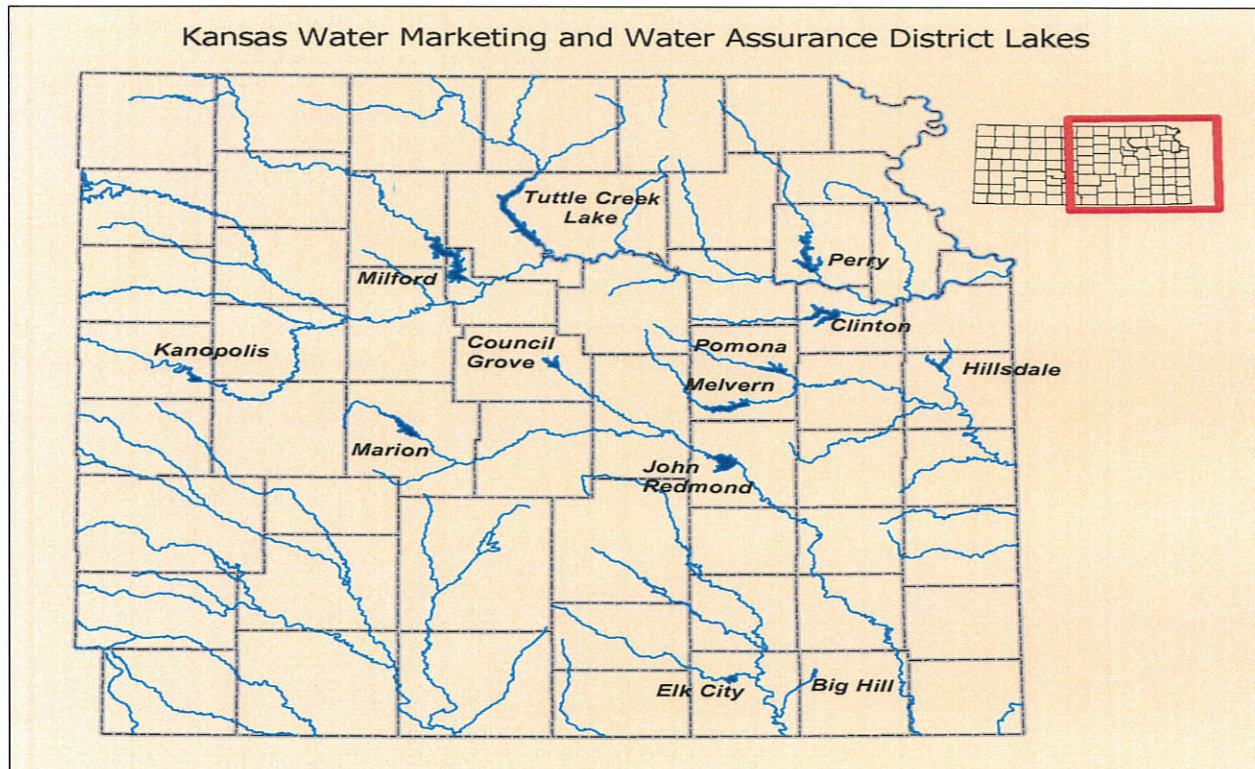 Kansas Water Marketing and Water Assurance District Lakes
Tuttle Creek
Lake
Milford
Perry
Clinton
Kanopolis
Council
Grove
Pomona
Melvern
Hillsdale
Marion
John
Redmond
Elk City
Big Hill